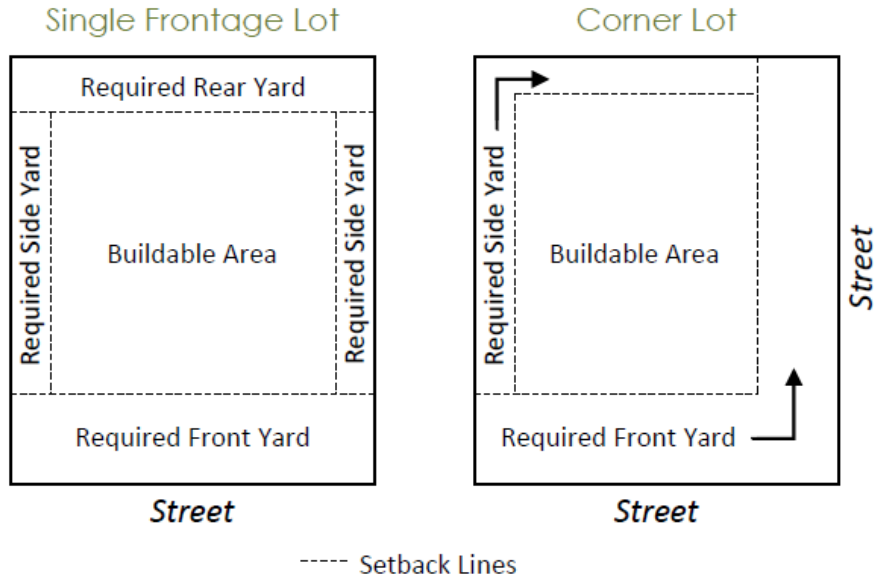 Single Frontage Lot
Required Rear Yard
Required Side Yard
Buildable Area
Required Side Yard
Required Front Yard
Street
Corner Lot
Required Side Yard
Buildable Area
Street
Required Front Yard
Street
Setback Lines